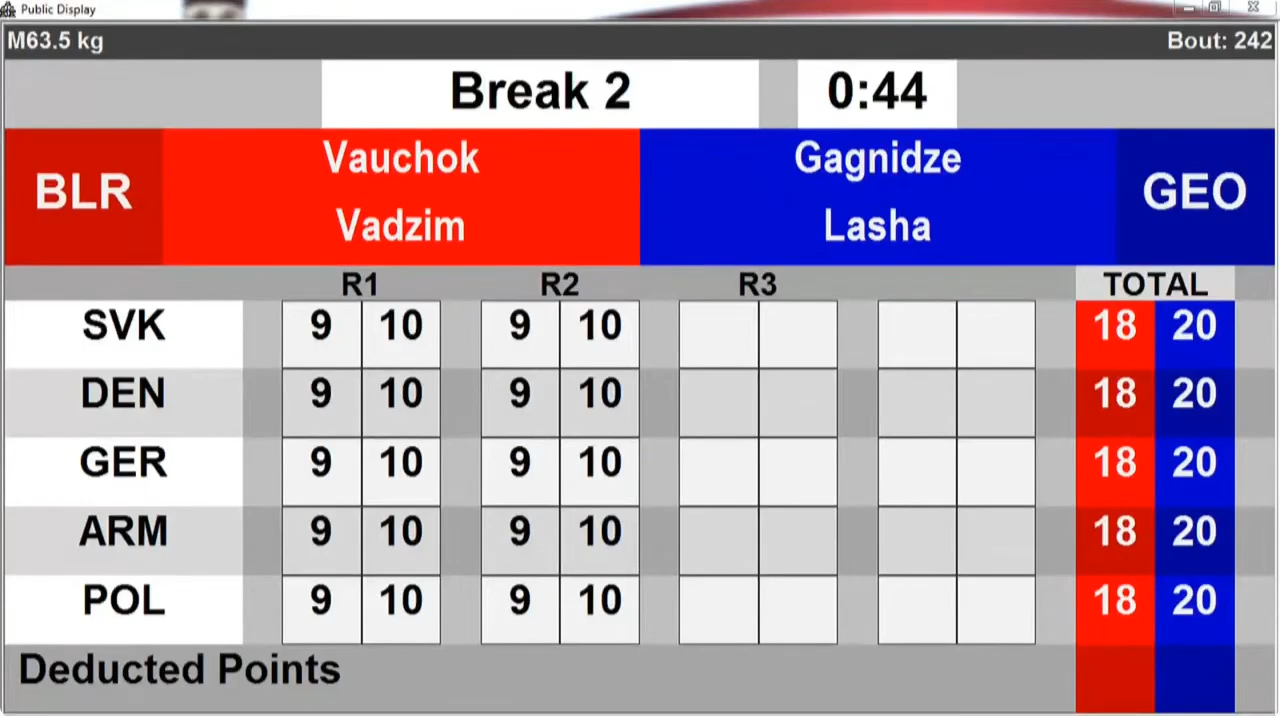 Public Display
M63.5 kg Bout: 242
Break 2 0:44
BLR Vauchok Vadzim Gagnidze Lasha GEO
R1 R2 R3 TOTAL
SVK 9 10 9 10 18 20
DEN 9 10 9 10 18 20
GER 9 10 9 10 18 20
ARM 9 10 9 10 18 20
POL 9 10 9 10 18 20
Deducted Points